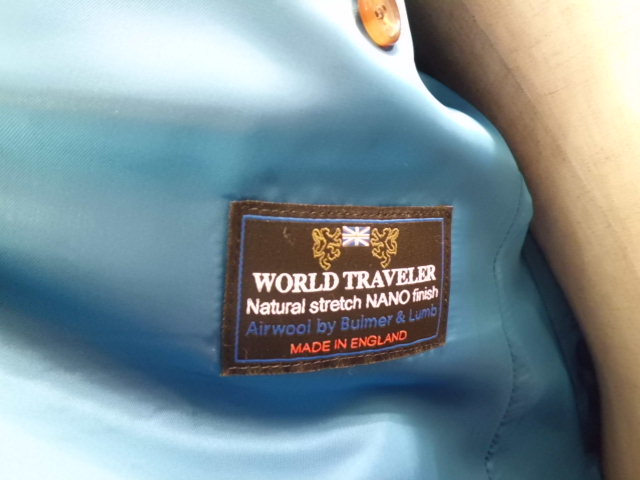 WORLD TRAVELER
Natural stretch NANO finish
Airwool by Bulmer & Lumb
MADE IN ENGLAND